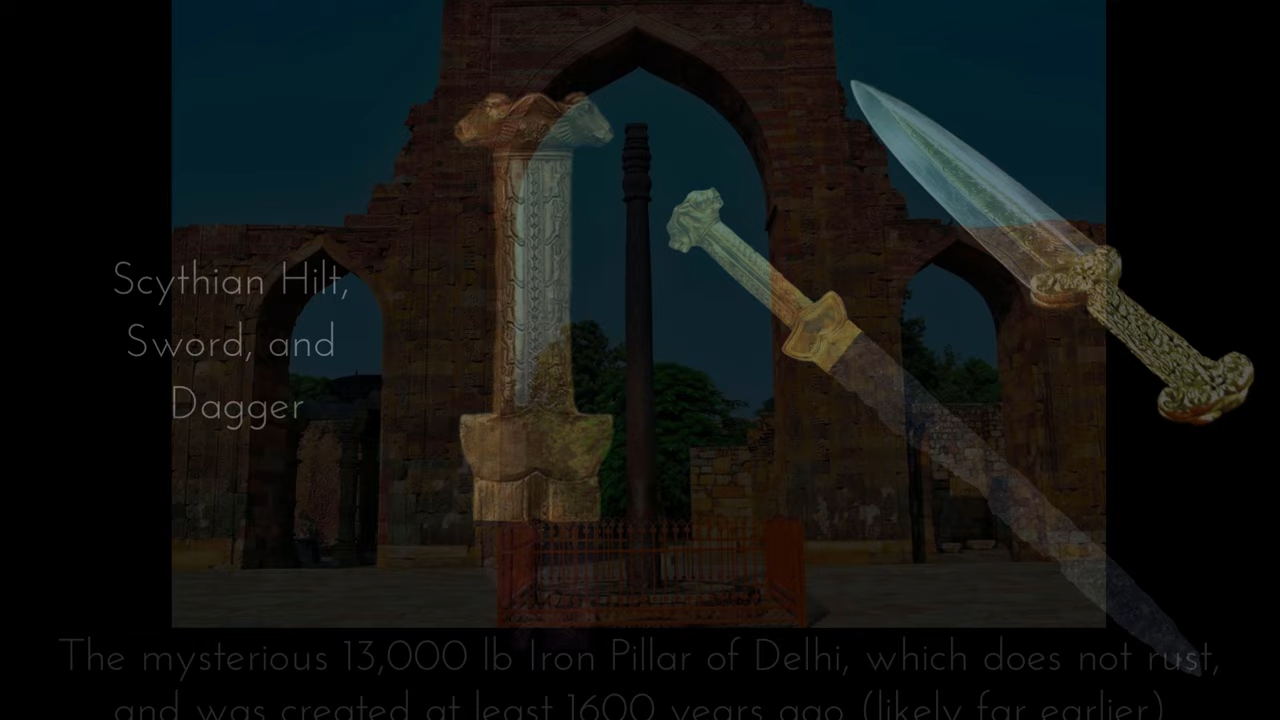 Scythian Hilt,
Sword, and
Dagger
The mysterious 13,000 lb Iron Pillar of Delhi, which does not rust,
and was created at least 1600 years ago (likely far earlier)